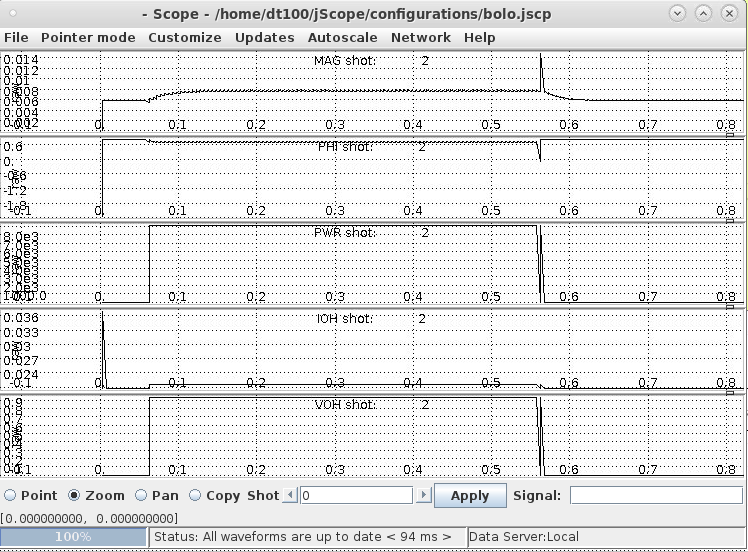 - Scope - /home/dt100/jScope/configurations/bolo.jscp
File Pointer mode Customize Updates Autoscale Network Help
MAG shot: 2
0.014
0.012
0.01
0.008
0.006
0.004
0.002
-0.1 0. 0.1 0.2 0.3 0.4 0.5 0.6 0.7 0.8
PHI shot: 2
0.6
0.
-0.6
-1.2
-1.8
-0.1 0. 0.1 0.2 0.3 0.4 0.5 0.6 0.7 0.8
PWR shot: 2
8.0e3
7.0e3
2.0e3
0. 0.1 0.2 0.3 0.4 0.5 0.6 0.7 0.8
IOH shot: 2
0.036
0.033
0.03
0.027
0.024
-0.1 0. 0.1 0.2 0.3 0.4 0.5 0.6 0.7 0.8
VOH shot: 2
0.9
0.8
0. 0.1 0.2 0.3 0.4 0.5 0.6 0.7 0.8
Point Zoom Pan Copy Shot 0 Apply Signal:
[0.000000000, 0.000000000]
100% Status: All waveforms are up to date < 94 ms > Data Server:Local